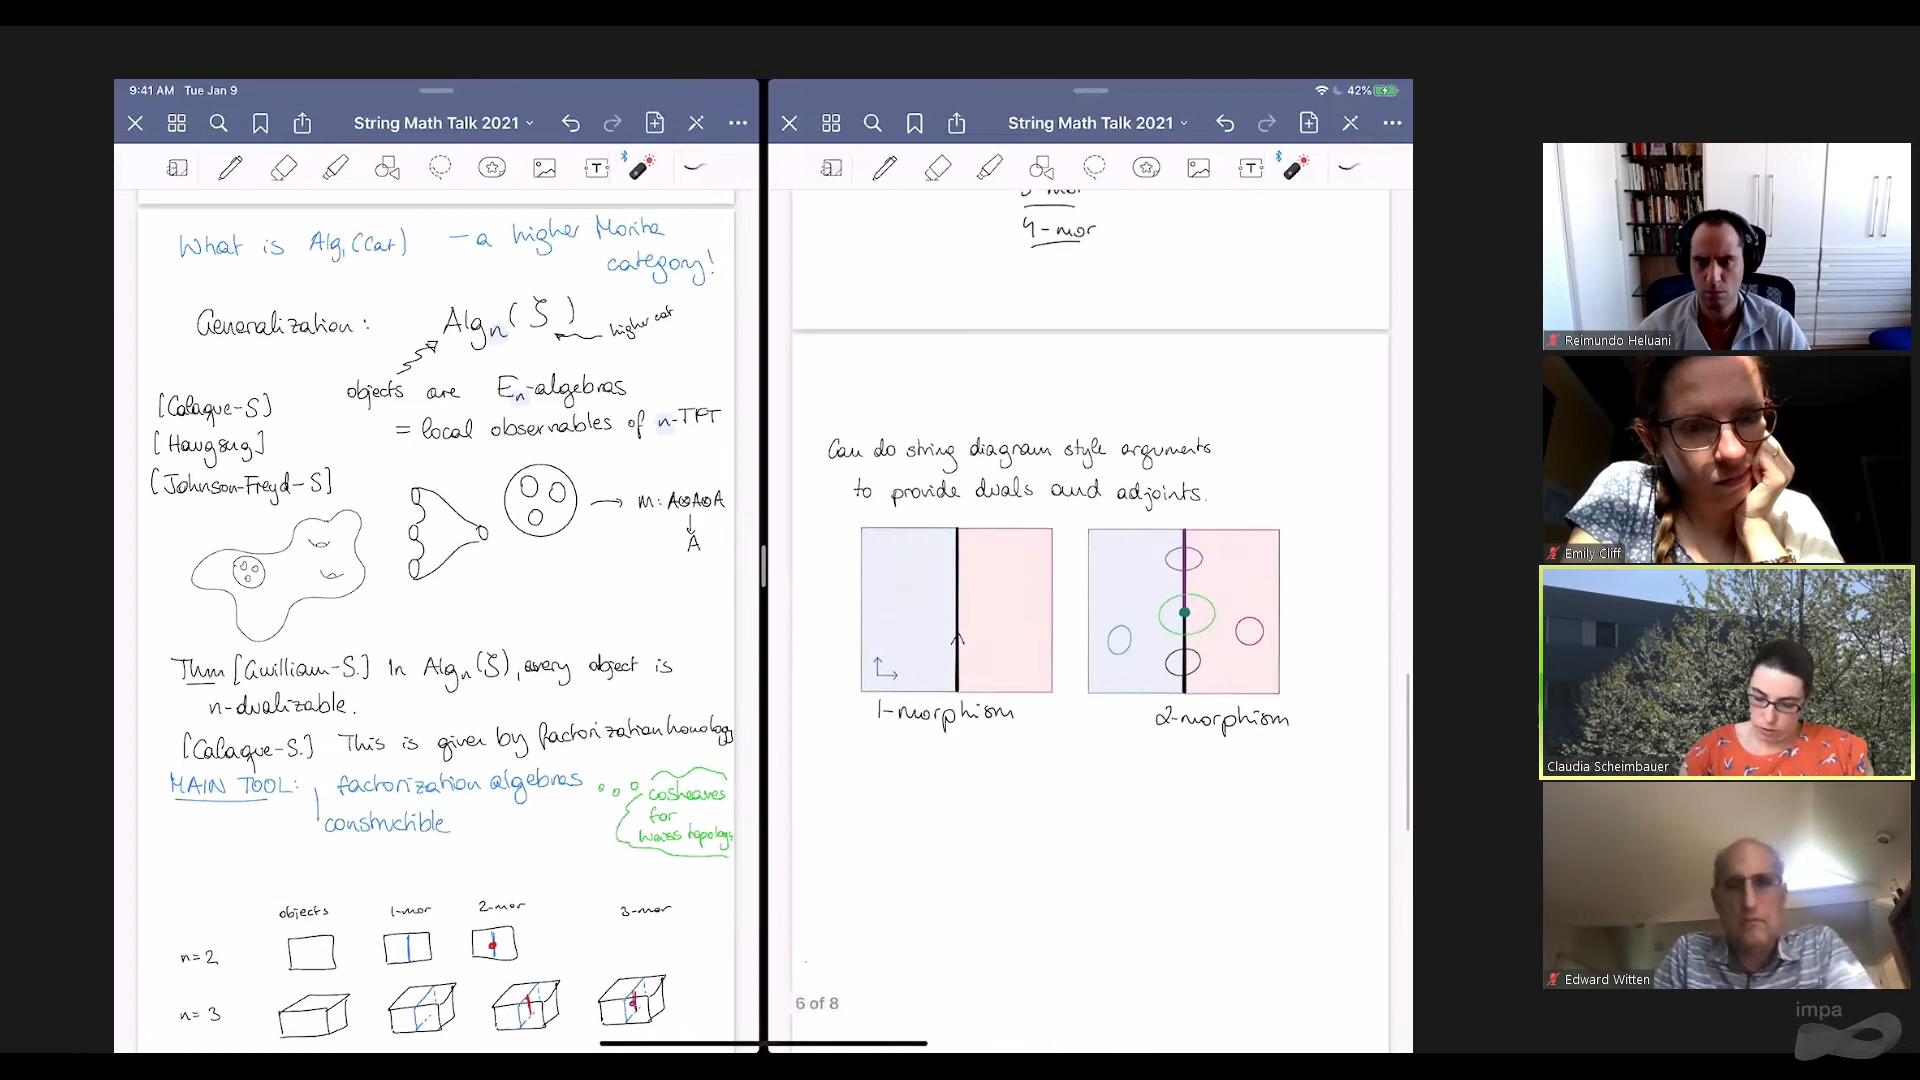 9:41 AM Tue Jan 9
String Math Talk 2021
What is Alg₁(Cat) — a higher Morita
category!
Generalization: Algₙ(ζ)
higher cat
objects are Eₙ-algebras
= local observables of n-TFT
[Calaque-S]
[Haugseng]
[Johnson-Freyd-S]
m: A⊗A⊗A
↓
A
Thm [Gwilliam-S.] In Algₙ(ζ), every object is
n-dualizable.
[Calaque-S.] This is given by factorization homology
MAIN TOOL: factorization algebras
constructible
cosheaves
for
Weiss topology
objects 1-mor 2-mor 3-mor
n=2
n=3
42%
String Math Talk 2021
3-mor
4-mor
Can do string diagram style arguments
to provide duals and adjoints.
1-morphism
2-morphism
6 of 8
Reimundo Heluani
Emily Cliff
Claudia Scheimbauer
Edward Witten
impa